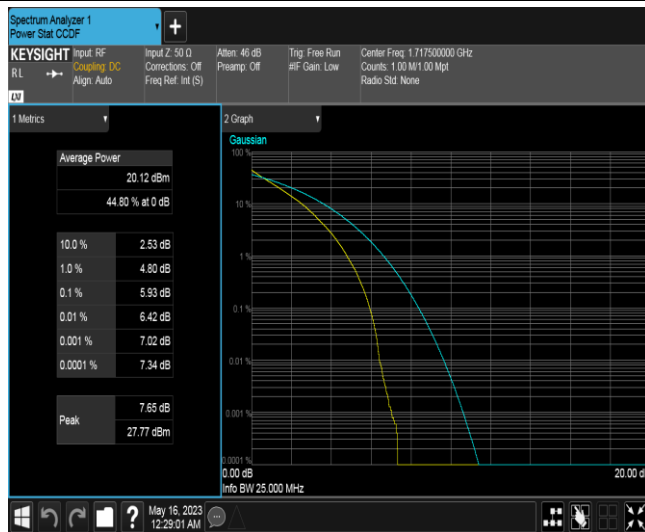 Spectrum Analyzer 1
Power Stat CCDF
+
KEYSIGHT
RL
LXI
Input: RF
Coupling: DC
Align: Auto
Input Z: 50 Ω
Corrections: Off
Freq Ref: Int (S)
Atten: 46 dB
Preamp: Off
Trig: Free Run
#IF Gain: Low
Center Freq: 1.717500000 GHz
Counts: 1.00 M/1.00 Mpt
Radio Std: None
1 Metrics
Average Power
20.12 dBm
44.80 % at 0 dB
10.0 % 2.53 dB
1.0 % 4.80 dB
0.1 % 5.93 dB
0.01 % 6.42 dB
0.001 % 7.02 dB
0.0001 % 7.34 dB
Peak
7.65 dB
27.77 dBm
2 Graph
Gaussian
100 %
10 %
1 %
0.1 %
0.01 %
0.001 %
0.0001 %
0.00 dB
20.00 d
Info BW 25.000 MHz
?
May 16, 2023
12:29:01 AM